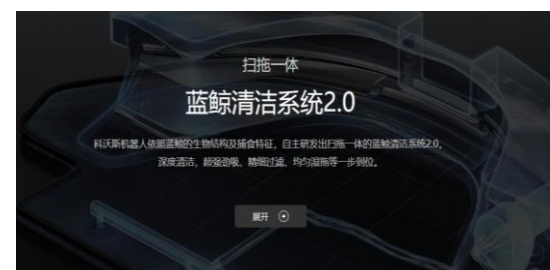 扫拖一体
蓝鲸清洁系统2.0
科沃斯机器人依据蓝鲸的生物结构及捕食特征，自主研发出扫拖一体的蓝鲸清洁系统2.0，
深度清洁，超强劲吸、精细过滤、均匀湿拖等一步到位。
展开